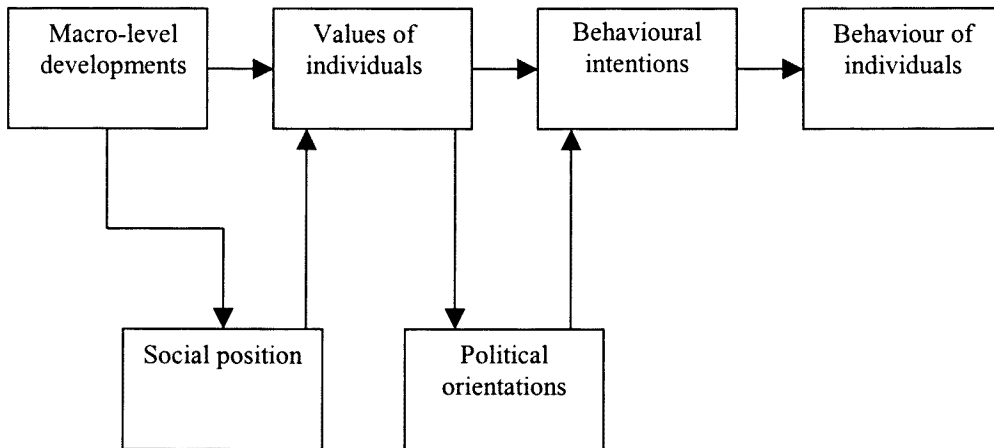 Macro-level
developments
Values of
individuals
Behavioural
intentions
Behaviour of
individuals
Social position
Political
orientations